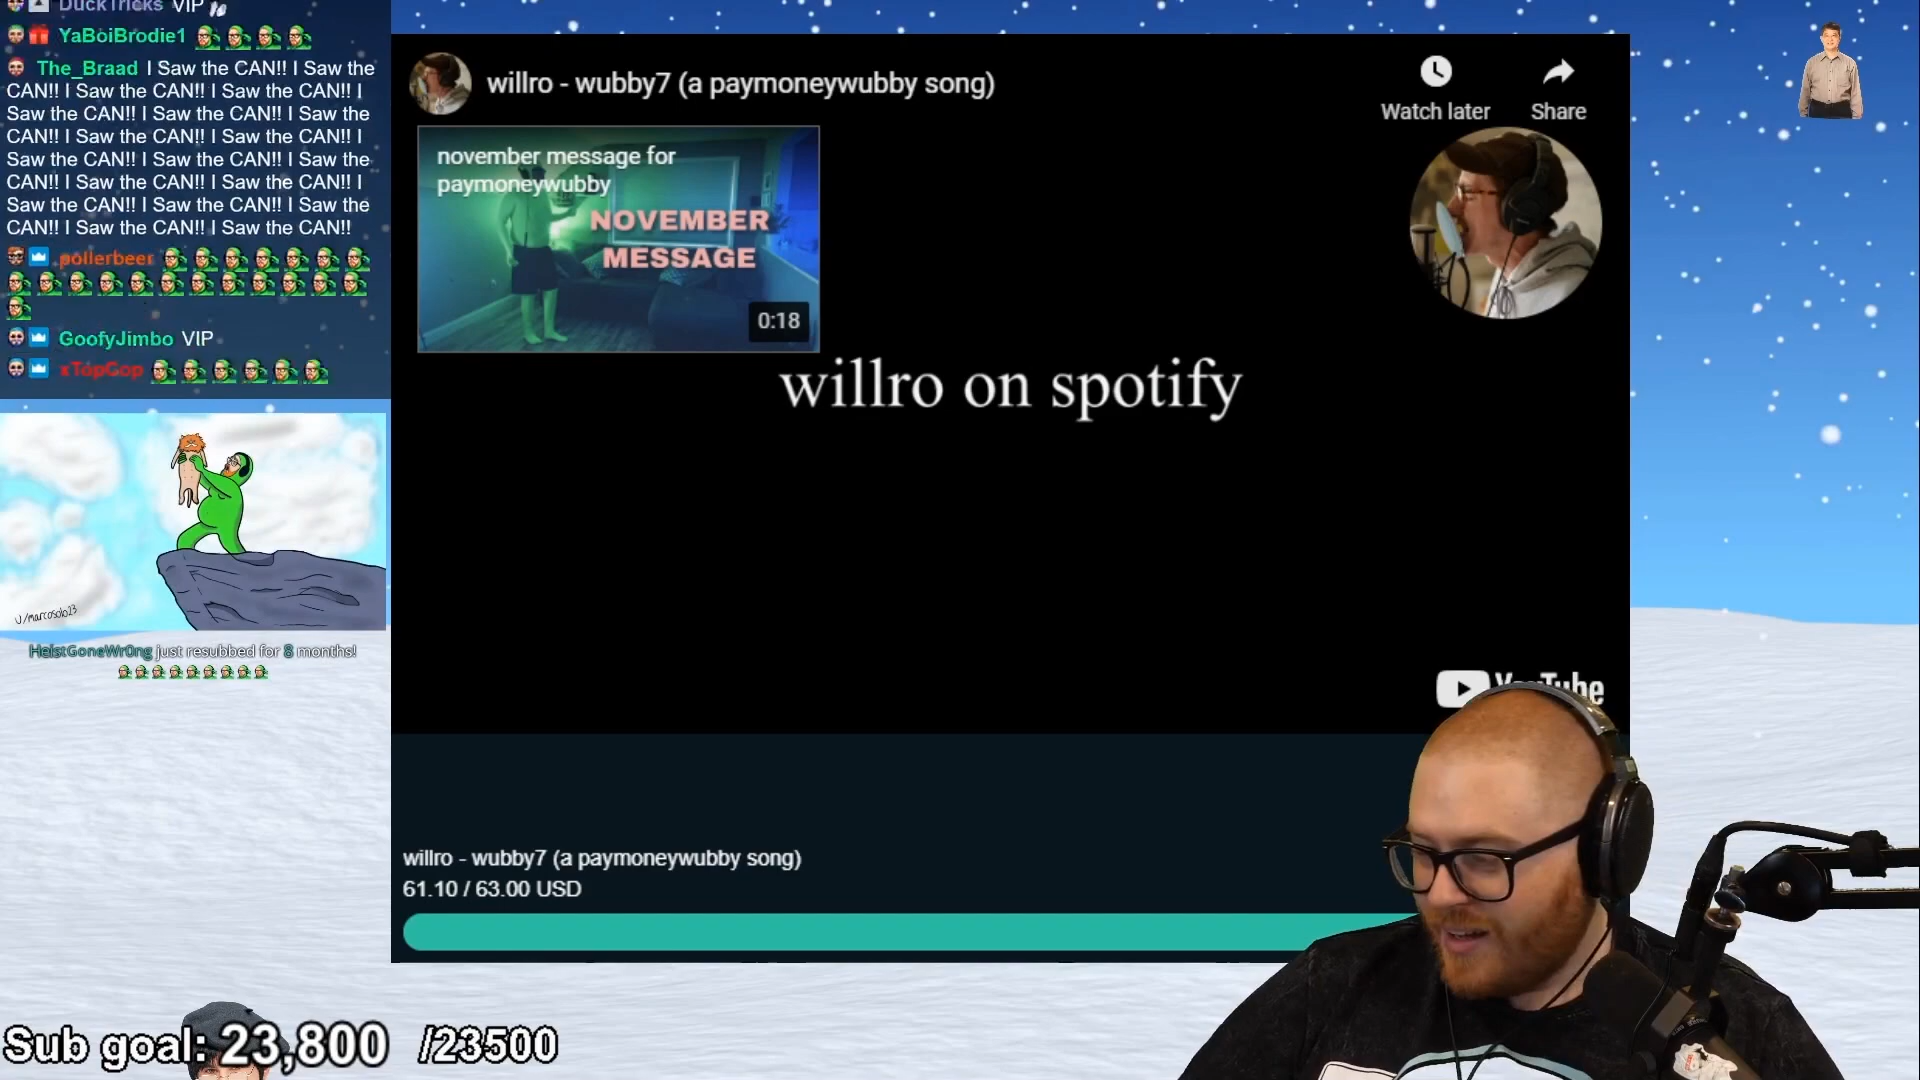 DuckTricks VIP
YaBoiBrodie1
The_Braad I Saw the CAN!! I Saw the
CAN!! I Saw the CAN!! I Saw the CAN!! I
Saw the CAN!! I Saw the CAN!! I Saw the
CAN!! I Saw the CAN!! I Saw the CAN!! I
Saw the CAN!! I Saw the CAN!! I Saw the
CAN!! I Saw the CAN!! I Saw the CAN!! I
Saw the CAN!! I Saw the CAN!! I Saw the
CAN!! I Saw the CAN!! I Saw the CAN!!
pollerbeer
GoofyJimbo VIP
xTopGop
u/marcosolo23
HeistGoneWr0ng just resubbed for 8 months!
willro - wubby7 (a paymoneywubby song)
Watch later
Share
november message for
paymoneywubby
NOVEMBER
MESSAGE
0:18
willro on spotify
YouTube
willro - wubby7 (a paymoneywubby song)
61.10 / 63.00 USD
Sub goal: 23,800 /23500